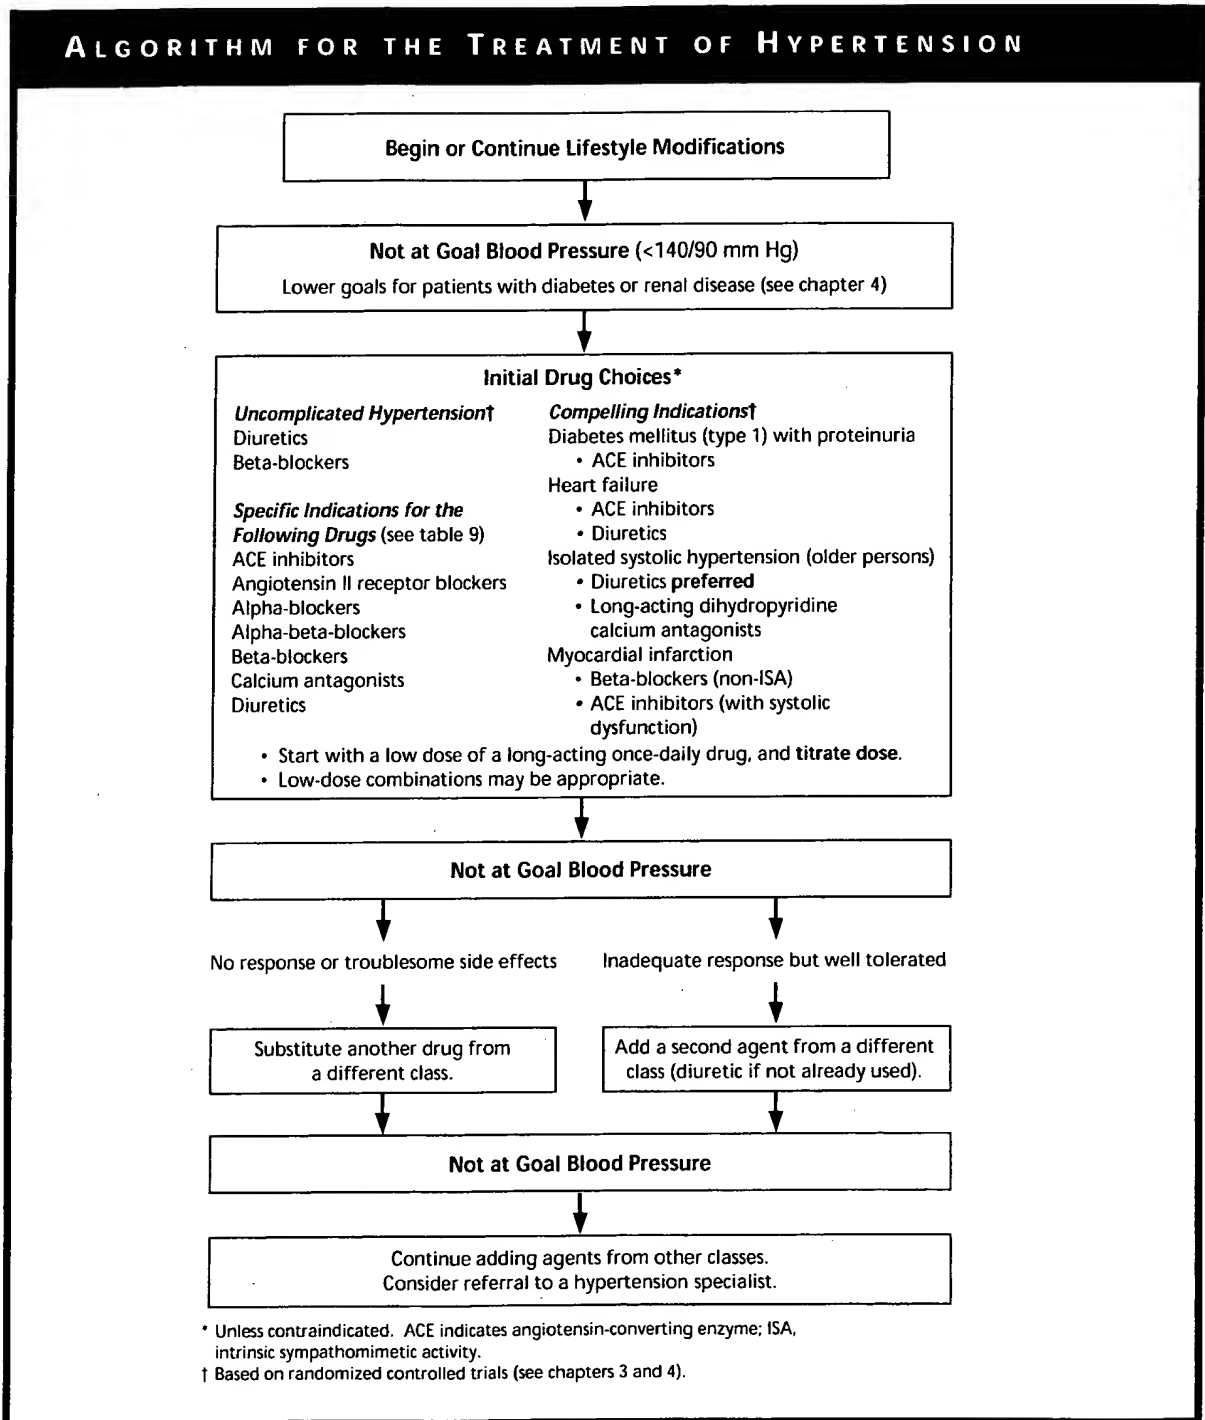 ALGORITHM FOR THE TREATMENT OF HYPERTENSION
Begin or Continue Lifestyle Modifications
Not at Goal Blood Pressure (<140/90 mm Hg)
Lower goals for patients with diabetes or renal disease (see chapter 4)
Initial Drug Choices*
Uncomplicated Hypertension†
Diuretics
Beta-blockers
Specific Indications for the
Following Drugs (see table 9)
ACE inhibitors
Angiotensin II receptor blockers
Alpha-blockers
Alpha-beta-blockers
Beta-blockers
Calcium antagonists
Diuretics
Compelling Indications†
Diabetes mellitus (type 1) with proteinuria
• ACE inhibitors
Heart failure
• ACE inhibitors
• Diuretics
Isolated systolic hypertension (older persons)
• Diuretics preferred
• Long-acting dihydropyridine
calcium antagonists
Myocardial infarction
• Beta-blockers (non-ISA)
• ACE inhibitors (with systolic
dysfunction)
• Start with a low dose of a long-acting once-daily drug, and titrate dose.
• Low-dose combinations may be appropriate.
Not at Goal Blood Pressure
No response or troublesome side effects
Inadequate response but well tolerated
Substitute another drug from
a different class.
Add a second agent from a different
class (diuretic if not already used).
Not at Goal Blood Pressure
Continue adding agents from other classes.
Consider referral to a hypertension specialist.
* Unless contraindicated. ACE indicates angiotensin-converting enzyme; ISA,
intrinsic sympathomimetic activity.
† Based on randomized controlled trials (see chapters 3 and 4).